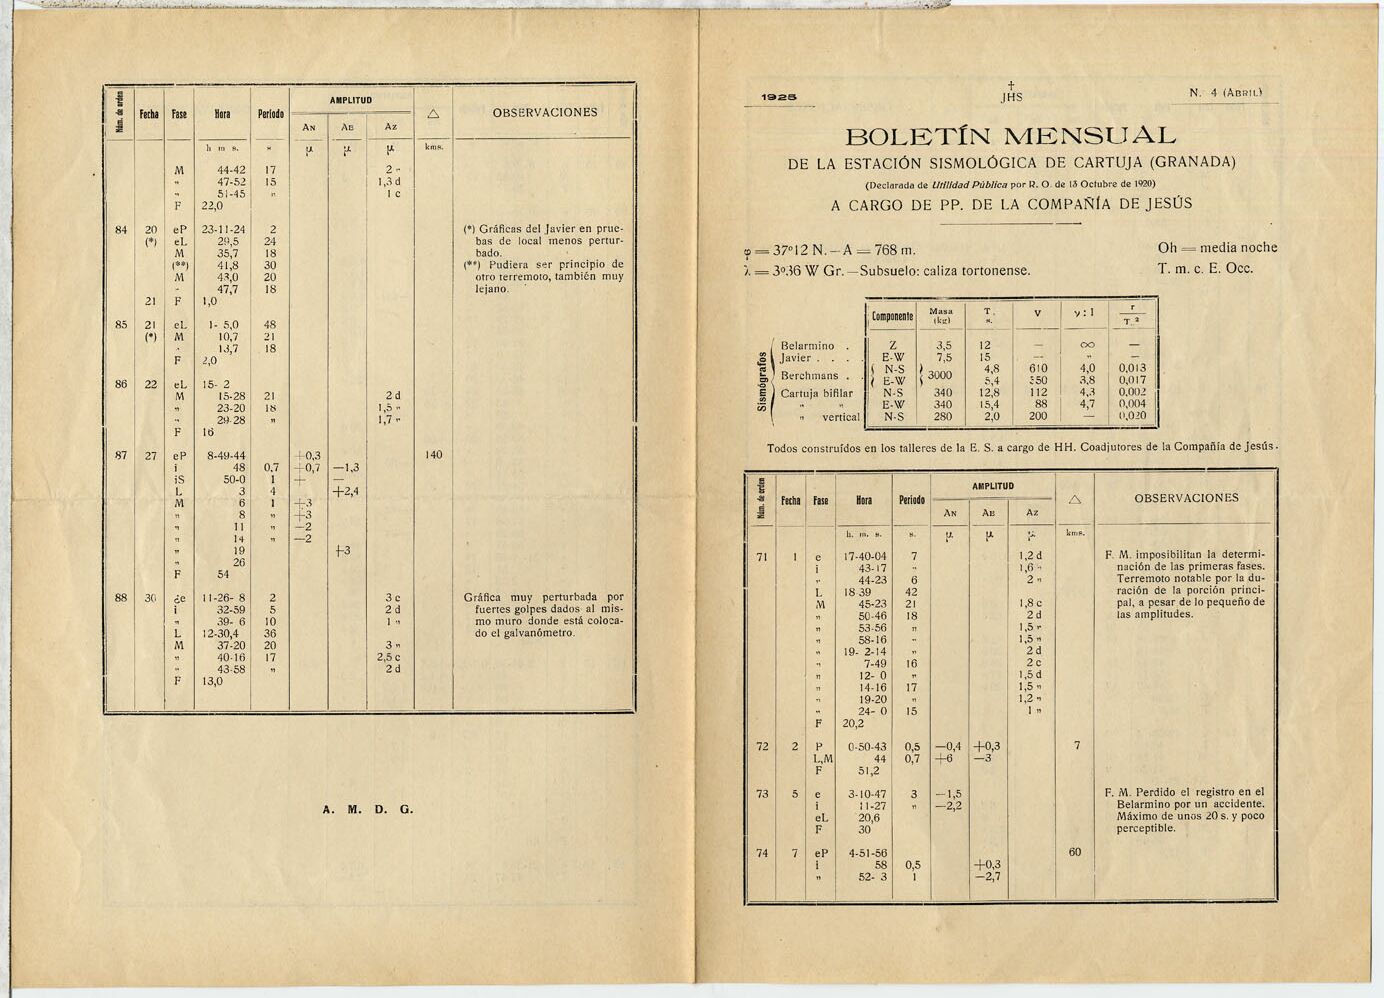 Núm. de orden Fecha Fase Hora Período AMPLITUD △ OBSERVACIONES
AN AE AZ
h m s. s µ µ µ kms.
M 44-42 17 2 "
" 47-52 15 1,3 d
" 51-45 " 1 c
F 22,0
84 20 eP 23-11-24 2 (*) Gráficas del Javier en prue-
(*) eL 29,5 24 bas de local menos pertur-
M 35,7 18 bado.
(**) 41,8 30 (**) Pudiera ser principio de
M 43,0 20 otro terremoto, también muy
" 47,7 18 lejano.
21 F 1,0
85 21 eL 1- 5,0 48
(*) M 10,7 21
" 13,7 18
F 2,0
86 22 eL 15- 2
M 15-28 21 2 d
" 23-20 18 1,5 "
" 29-28 " 1,7 "
F 16
87 27 eP 8-49-44 +0,3 140
i 48 0,7 +0,7 —1,3
iS 50-0 1 + —
L 3 4 +2,4
M 6 1 +3
" 8 " +3
" 11 " —2
" 14 " —2
" 19 +3
" 26
F 54
88 30 ¿e 11-26- 8 2 3 c Gráfica muy perturbada por
i 32-59 5 2 d fuertes golpes dados al mis-
" 39- 6 10 1 " mo muro donde está coloca-
L 12-30,4 36 do el galvanómetro.
M 37-20 20 3 "
" 40-16 17 2,5 c
" 43-58 " 2 d
F 13,0
A. M. D. G.
1925 † N. 4 (ABRIL)
JHS
BOLETÍN MENSUAL
DE LA ESTACIÓN SISMOLÓGICA DE CARTUJA (GRANADA)
(Declarada de Utilidad Pública por R. O. de 13 Octubre de 1920)
A CARGO DE PP. DE LA COMPAÑÍA DE JESÚS
φ = 37º12 N. — A = 768 m. Oh = media noche
λ = 3º.36 W Gr. — Subsuelo: caliza tortonense. T. m. c. E. Occ.
Componente Masa (kg) T. s. V ν : 1 r / T.²
Sismógrafos
Belarmino . Z 3,5 12 — ∞ —
Javier . . . . E-W 7,5 15 — " —
Berchmans . . N-S 3000 4,8 610 4,0 0,013
E-W 5,4 350 3,8 0,017
Cartuja bifilar N-S 340 12,8 112 4,3 0,002
" " E-W 340 15,4 88 4,7 0,004
" vertical N-S 280 2,0 200 — 0,020
Todos construídos en los talleres de la E. S. a cargo de HH. Coadjutores de la Compañía de Jesús.
Núm. de orden Fecha Fase Hora Período AMPLITUD △ OBSERVACIONES
AN AE AZ
h. m. s. s. µ. µ. µ. kms.
71 1 e 17-40-04 7 1,2 d F. M. imposibilitan la determi-
i 43-17 " 1,6 " nación de las primeras fases.
" 44-23 6 2 " Terremoto notable por la du-
L 18 39 42 ración de la porción princi-
M 45-23 21 1,8 c pal, a pesar de lo pequeño de
" 50-46 18 2 d las amplitudes.
" 53-56 " 1,5 "
" 58-16 " 1,5 "
" 19- 2-14 " 2 d
" 7-49 16 2 c
" 12- 0 " 1,5 d
" 14-16 17 1,5 "
" 19-20 " 1,2 "
" 24- 0 15 1 "
F 20,2
72 2 P 0-50-43 0,5 —0,4 +0,3 7
L,M 44 0,7 +6 —3
F 51,2
73 5 e 3-10-47 3 —1,5 F. M. Perdido el registro en el
i 11-27 " —2,2 Belarmino por un accidente.
eL 20,6 Máximo de unos 20 s. y poco
F 30 perceptible.
74 7 eP 4-51-56 60
i 58 0,5 +0,3
" 52- 3 1 —2,7